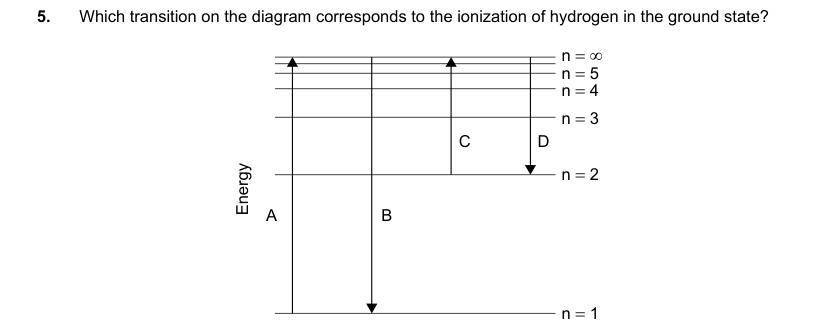 5. Which transition on the diagram corresponds to the ionization of hydrogen in the ground state?
n = ∞
n = 5
n = 4
n = 3
C
D
n = 2
Energy
A
B
n = 1